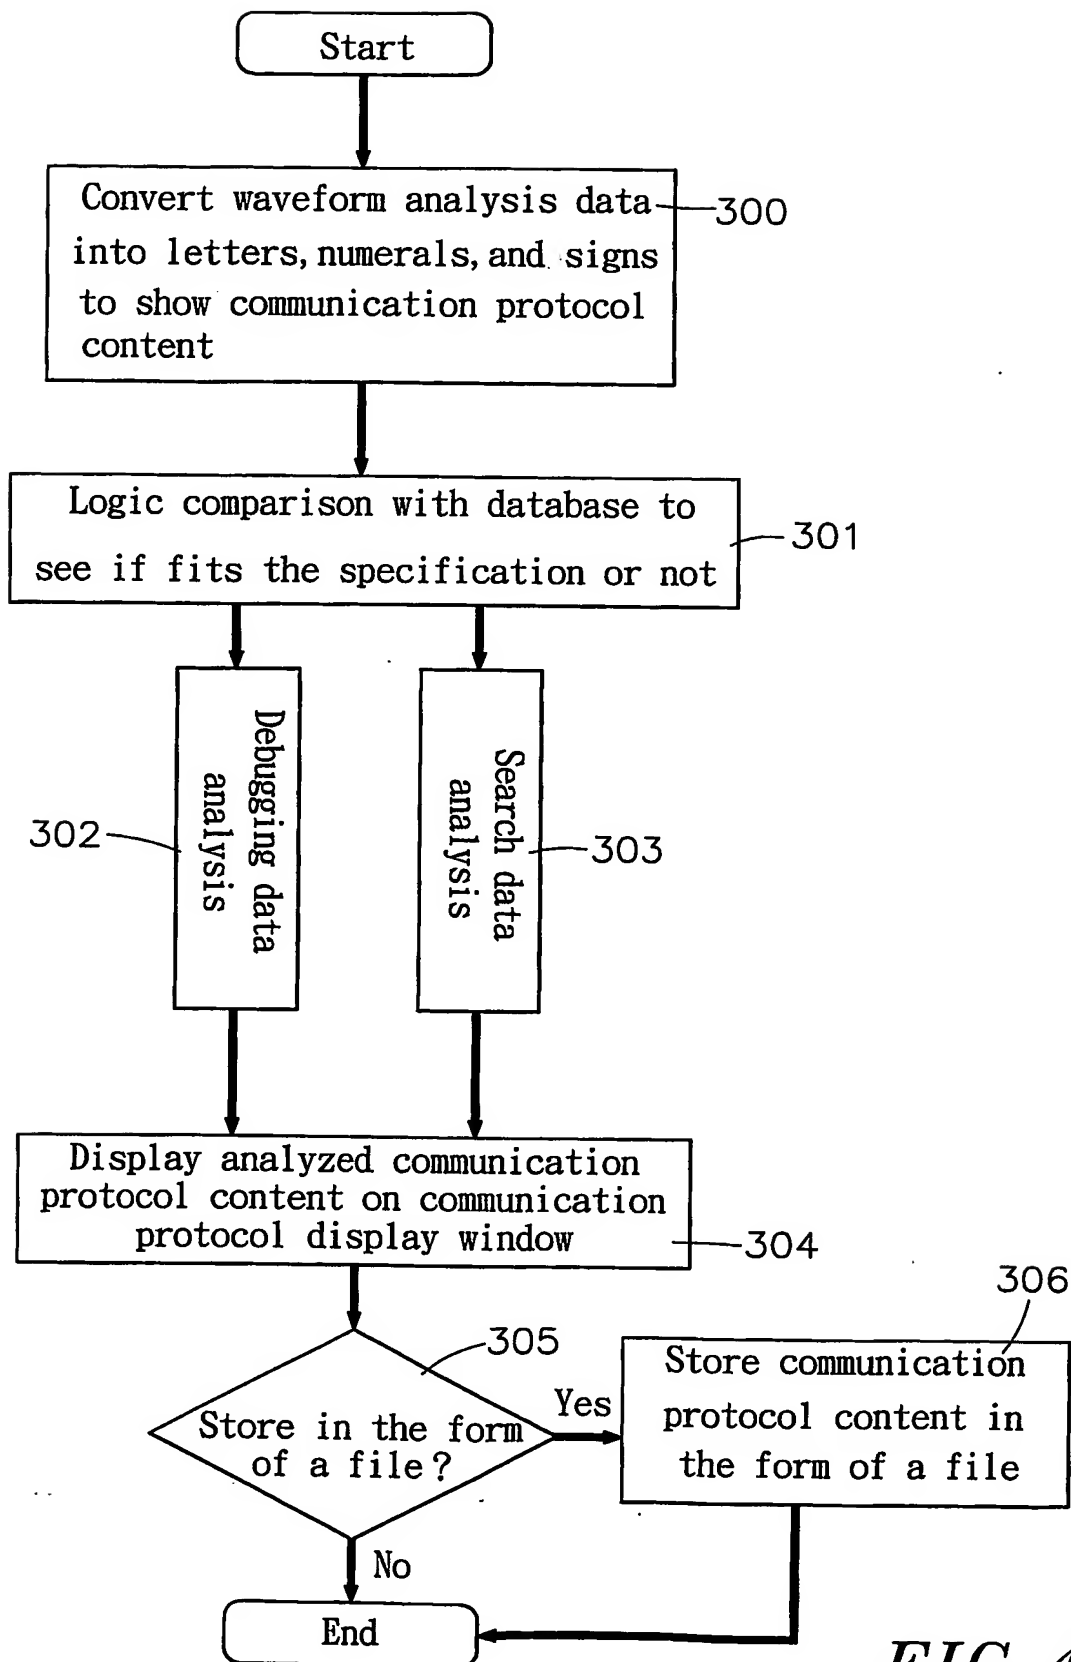 Start
Convert waveform analysis data
into letters, numerals, and signs
to show communication protocol
content
300
Logic comparison with database to
see if fits the specification or not
301
Debugging data
analysis
302
Search data
analysis
303
Display analyzed communication
protocol content on communication
protocol display window
304
305
Store in the form
of a file?
Yes
306
Store communication
protocol content in
the form of a file
No
End
FIG. 4